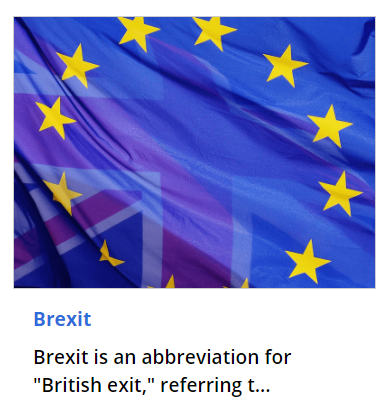 Brexit
Brexit is an abbreviation for
"British exit," referring t...